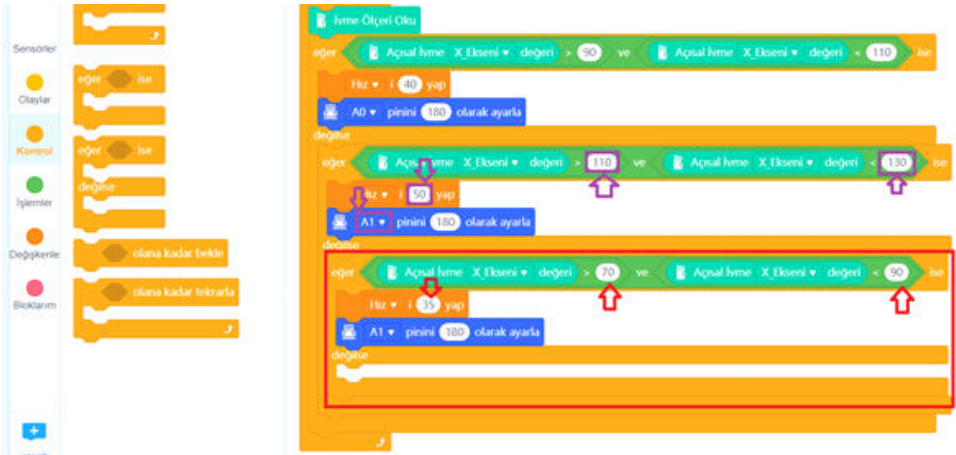 Sensörler
Olaylar
Kontrol
İşlemler
Değişkenle
Bloklarım
eğer ise
eğer ise
değilse
olana kadar bekle
olana kadar tekrarla
İvme Ölçeri Oku
eğer Açısal İvme X_Ekseni değeri > 90 ve Açısal İvme X_Ekseni değeri < 110 ise
Hız i 40 yap
A0 pinini 180 olarak ayarla
değilse
eğer Açısal İvme X_Ekseni değeri > 110 ve Açısal İvme X_Ekseni değeri < 130 ise
Hız i 50 yap
A1 pinini 180 olarak ayarla
değilse
eğer Açısal İvme X_Ekseni değeri > 70 ve Açısal İvme X_Ekseni değeri < 90 ise
Hız i 35 yap
A1 pinini 180 olarak ayarla
değilse